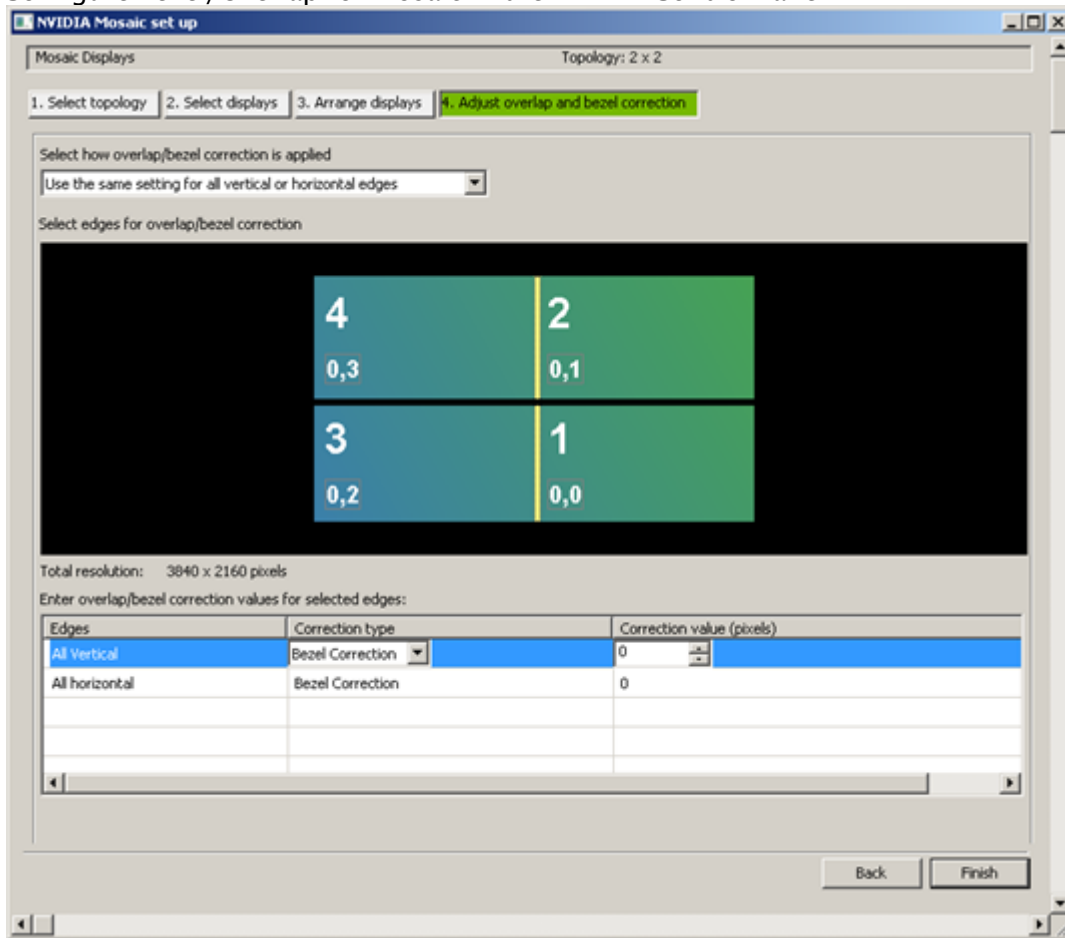 NVIDIA Mosaic set up
Mosaic Displays Topology: 2 x 2
1. Select topology 2. Select displays 3. Arrange displays 4. Adjust overlap and bezel correction
Select how overlap/bezel correction is applied
Use the same setting for all vertical or horizontal edges
Select edges for overlap/bezel correction
4 2
0,3 0,1
3 1
0,2 0,0
Total resolution: 3840 x 2160 pixels
Enter overlap/bezel correction values for selected edges:
Edges Correction type Correction value (pixels)
All Vertical Bezel Correction 0
All horizontal Bezel Correction 0
Back Finish